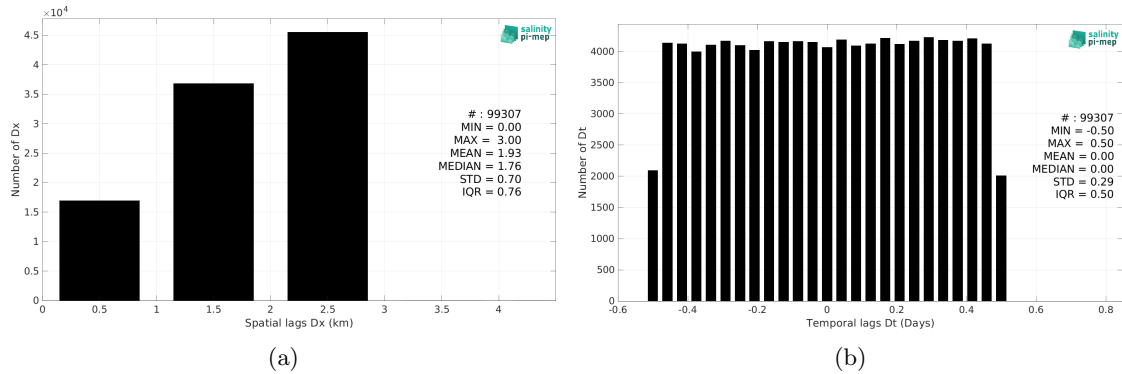 ×10⁴
4.5
4
3.5
3
2.5
2
1.5
1
0.5
0
Number of Dx
salinity
pi-mep
# : 99307
MIN = 0.00
MAX = 3.00
MEAN = 1.93
MEDIAN = 1.76
STD = 0.70
IQR = 0.76
0 0.5 1 1.5 2 2.5 3 3.5 4
Spatial lags Dx (km)
(a)
4000
3500
3000
2500
2000
1500
1000
500
0
Number of Dt
salinity
pi-mep
# : 99307
MIN = -0.50
MAX = 0.50
MEAN = 0.00
MEDIAN = 0.00
STD = 0.29
IQR = 0.50
-0.6 -0.4 -0.2 0 0.2 0.4 0.6 0.8
Temporal lags Dt (Days)
(b)